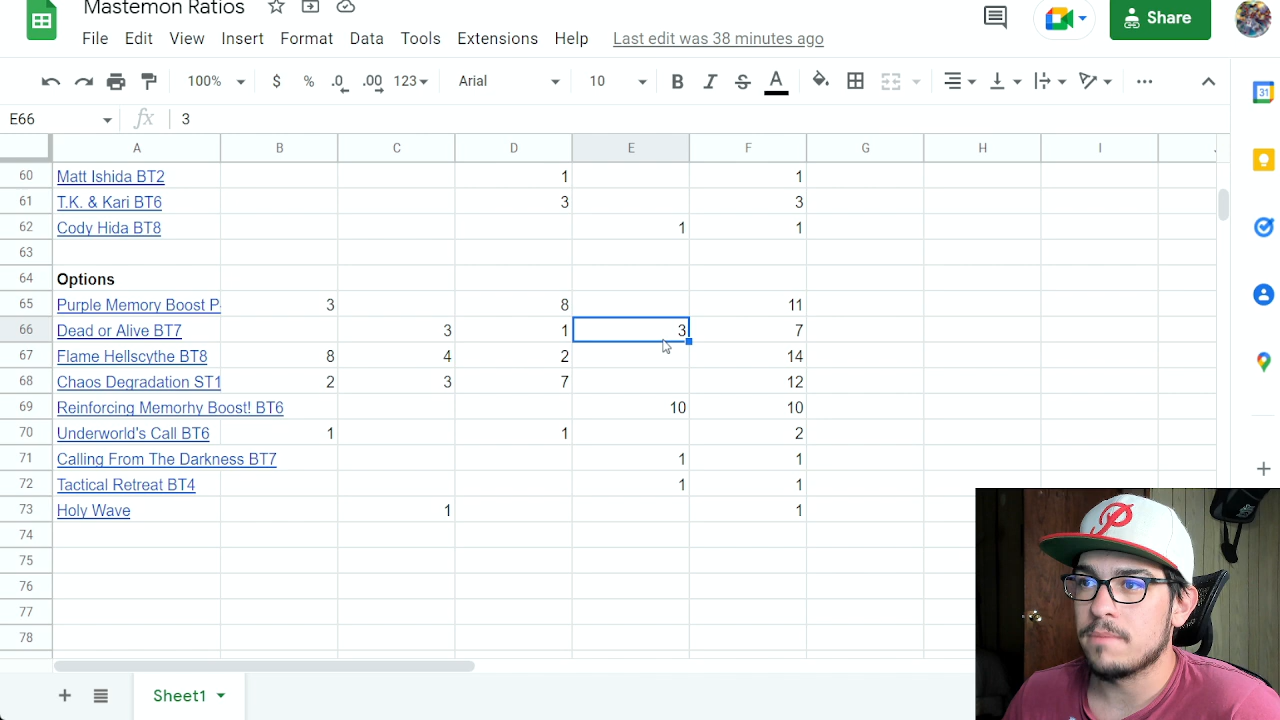 Mastemon Ratios
File Edit View Insert Format Data Tools Extensions Help Last edit was 38 minutes ago
Share
100% $ % .0 .00 123 Arial 10 B I S A
31
E66 fx 3
A B C D E F G H I
60 Matt Ishida BT2 1 1
61 T.K. & Kari BT6 3 3
62 Cody Hida BT8 1 1
63
64 Options
65 Purple Memory Boost P 3 8 11
66 Dead or Alive BT7 3 1 3 7
67 Flame Hellscythe BT8 8 4 2 14
68 Chaos Degradation ST1 2 3 7 12
69 Reinforcing Memorhy Boost! BT6 10 10
70 Underworld's Call BT6 1 1 2
71 Calling From The Darkness BT7 1 1
72 Tactical Retreat BT4 1 1
73 Holy Wave 1 1
74
75
76
77
78
Sheet1
P